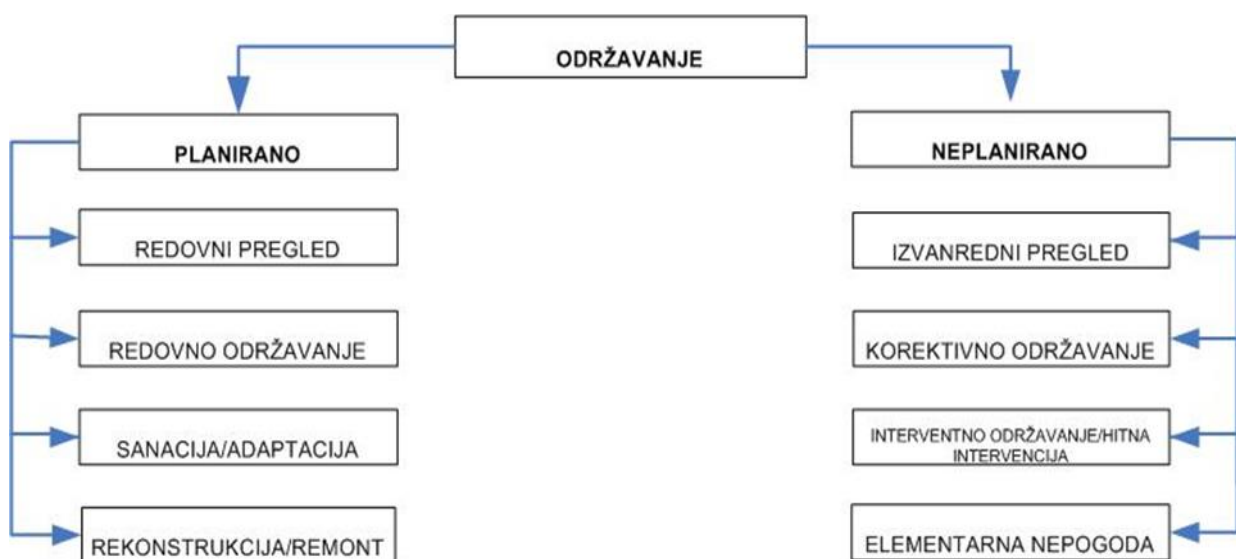 ODRŽAVANJE
PLANIRANO
NEPLANIRANO
REDOVNI PREGLED
IZVANREDNI PREGLED
REDOVNO ODRŽAVANJE
KOREKTIVNO ODRŽAVANJE
SANACIJA/ADAPTACIJA
INTERVENTNO ODRŽAVANJE/HITNA
INTERVENCIJA
REKONSTRUKCIJA/REMONT
ELEMENTARNA NEPOGODA